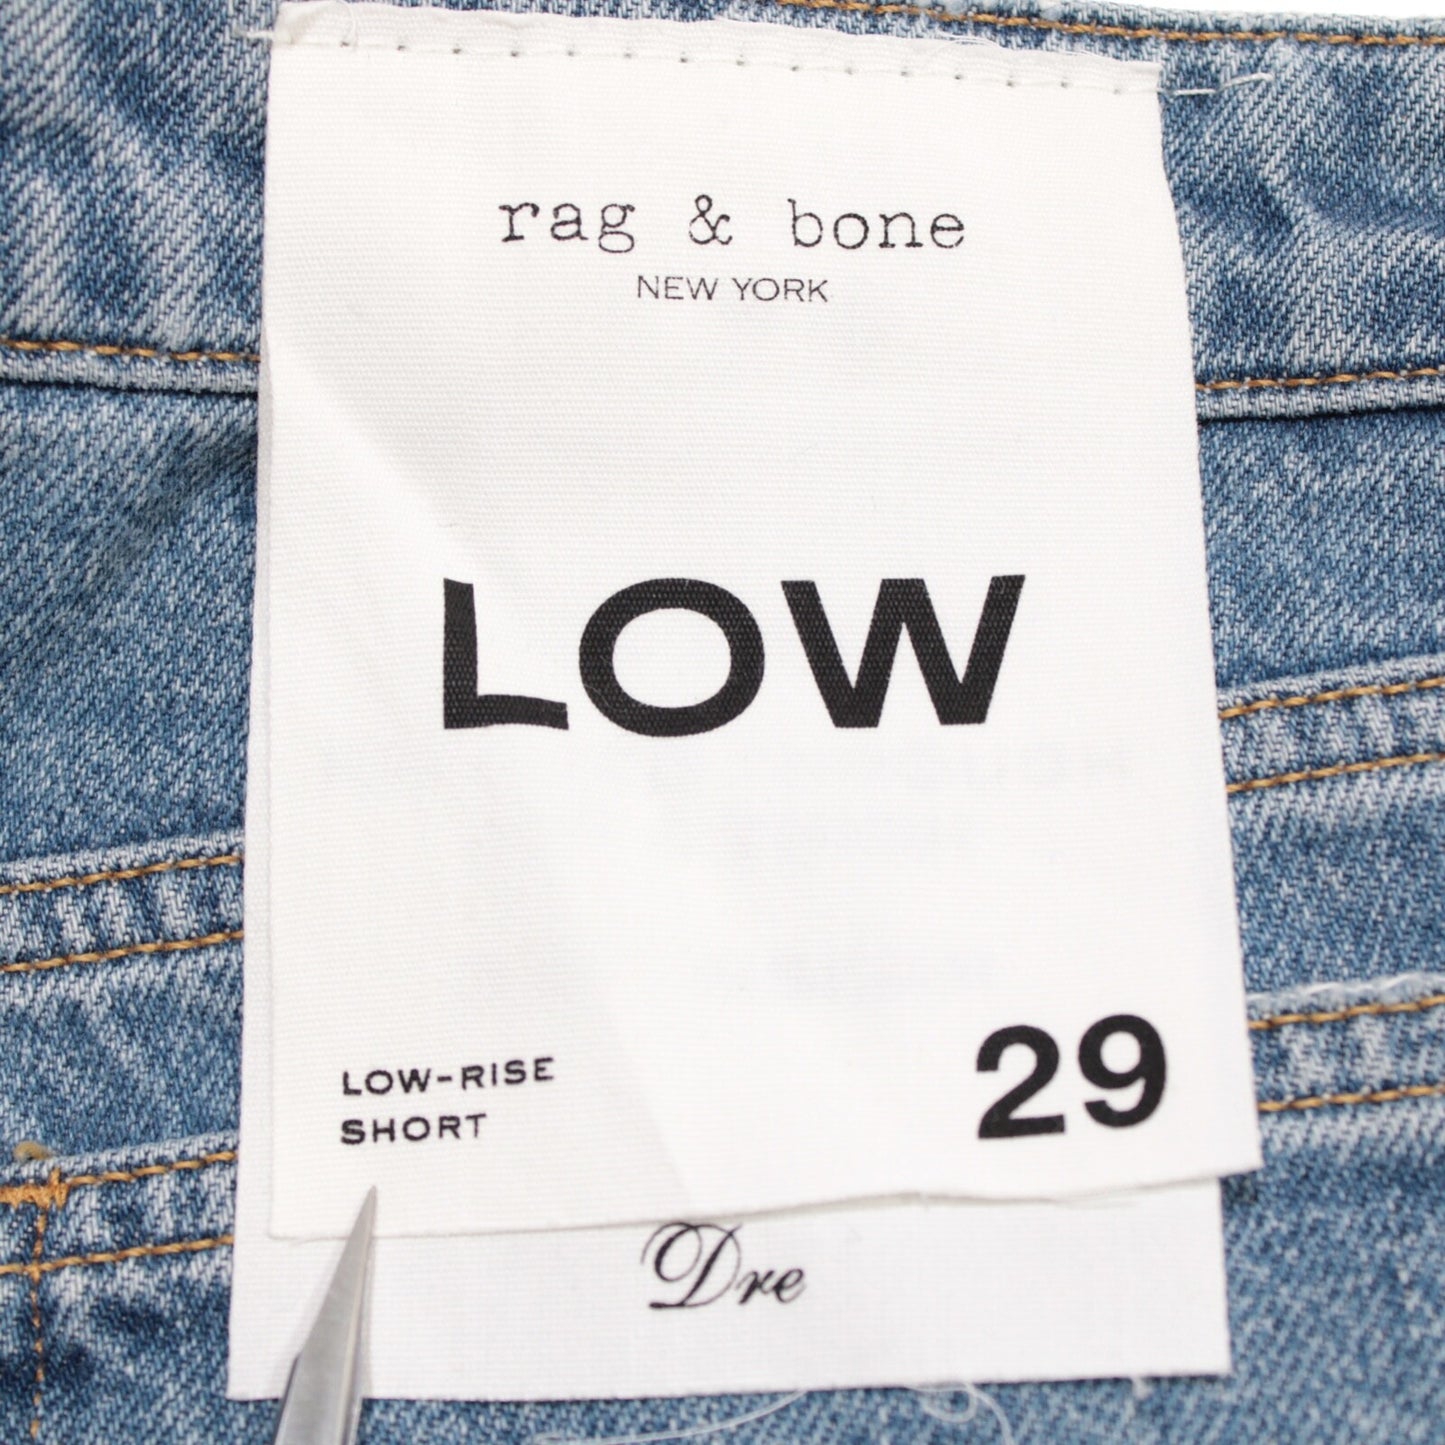 rag & bone
NEW YORK
LOW
LOW-RISE
SHORT
29
Dre